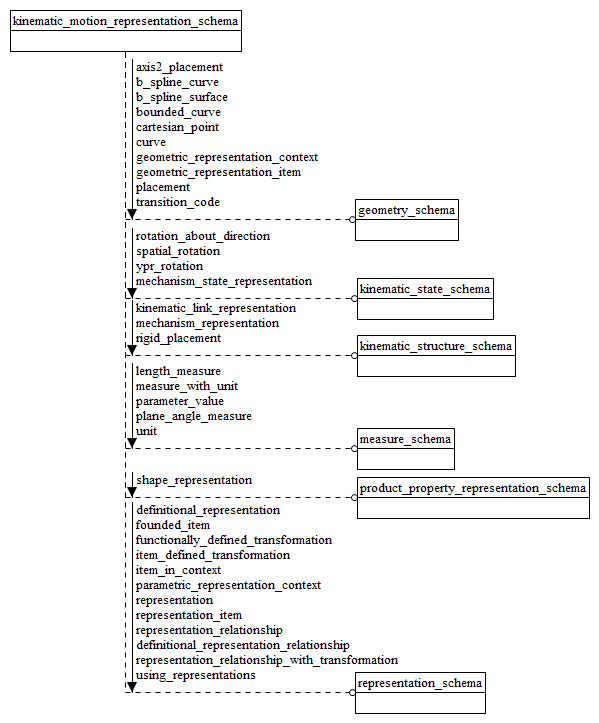 kinematic_motion_representation_schema
axis2_placement
b_spline_curve
b_spline_surface
bounded_curve
cartesian_point
curve
geometric_representation_context
geometric_representation_item
placement
transition_code
geometry_schema
rotation_about_direction
spatial_rotation
ypr_rotation
mechanism_state_representation
kinematic_state_schema
kinematic_link_representation
mechanism_representation
rigid_placement
kinematic_structure_schema
length_measure
measure_with_unit
parameter_value
plane_angle_measure
unit
measure_schema
shape_representation
product_property_representation_schema
definitional_representation
founded_item
functionally_defined_transformation
item_defined_transformation
item_in_context
parametric_representation_context
representation
representation_item
representation_relationship
definitional_representation_relationship
representation_relationship_with_transformation
using_representations
representation_schema